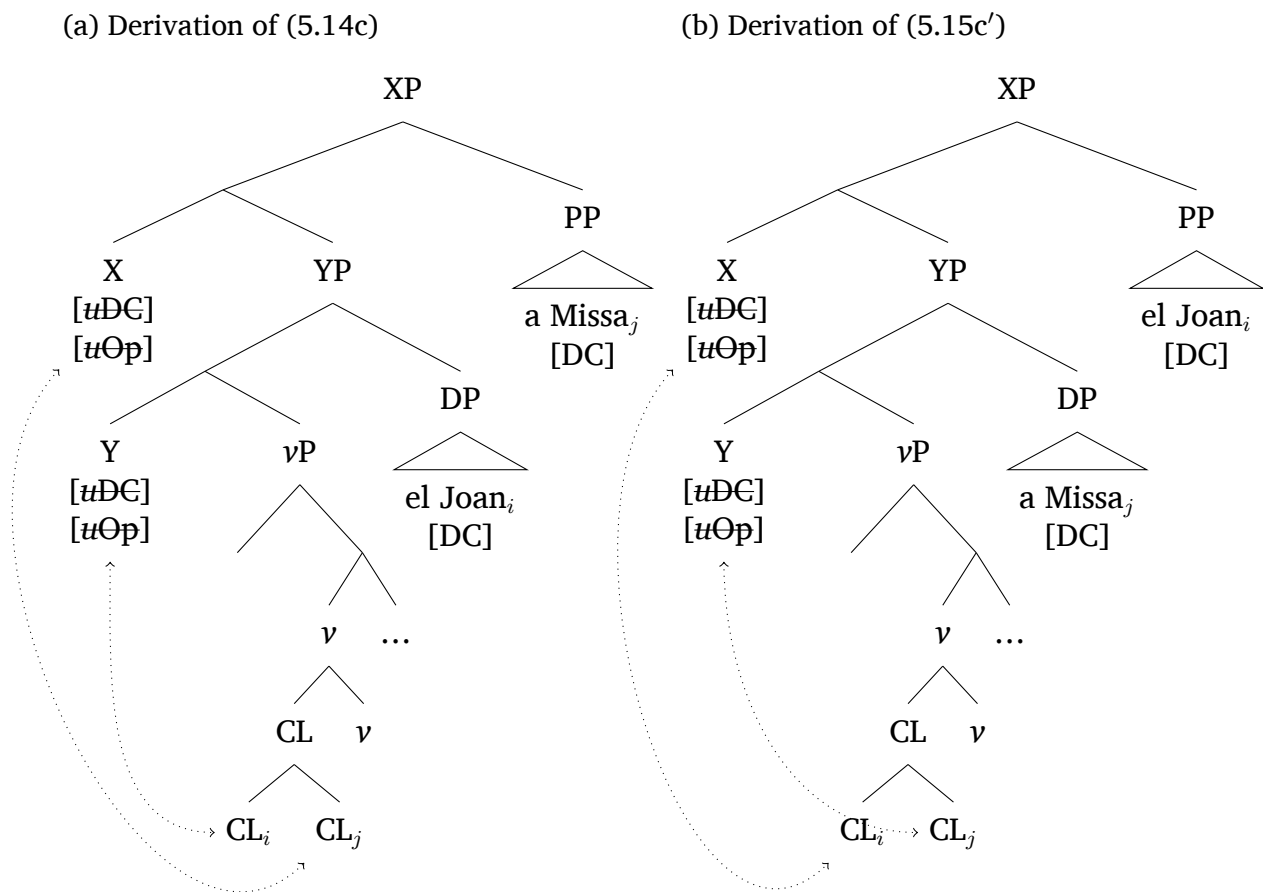 (a) Derivation of (5.14c)
XP
PP
X YP
[uDC] a Missaj
[uOp] [DC]
DP
Y vP
[uDC] el Joani
[uOp] [DC]
v ...
CL v
CLi CLj
(b) Derivation of (5.15c′)
XP
PP
X YP
[uDC] el Joani
[uOp] [DC]
DP
Y vP
[uDC] a Missaj
[uOp] [DC]
v ...
CL v
CLi CLj